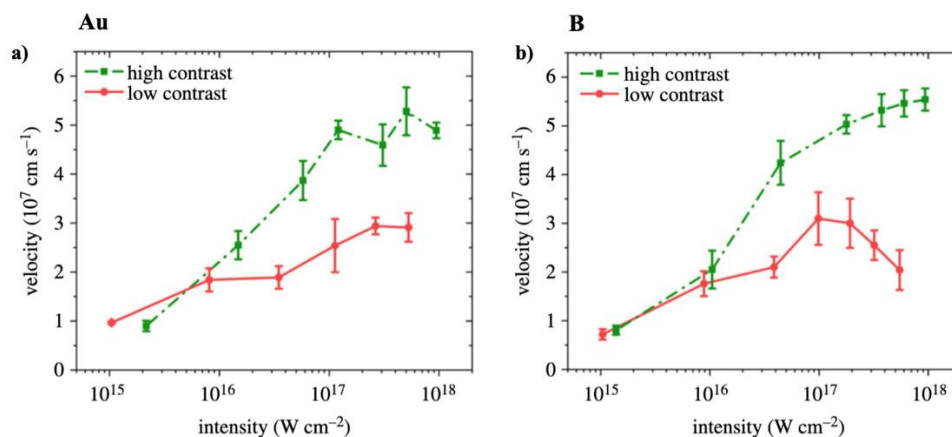 Au
a)
high contrast
low contrast
velocity (10⁷ cm s⁻¹)
6
5
4
3
2
1
0
10¹⁵ 10¹⁶ 10¹⁷ 10¹⁸
intensity (W cm⁻²)
B
b)
high contrast
low contrast
velocity (10⁷ cm s⁻¹)
6
5
4
3
2
1
0
10¹⁵ 10¹⁶ 10¹⁷ 10¹⁸
intensity (W cm⁻²)